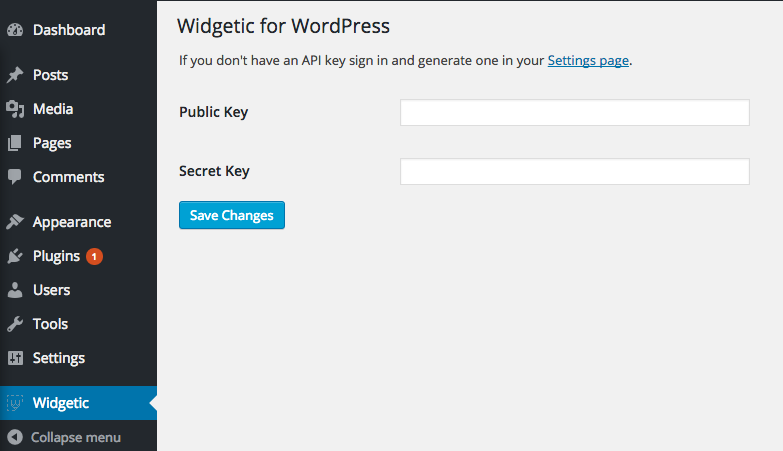 Dashboard
Posts
Media
Pages
Comments
Appearance
Plugins 1
Users
Tools
Settings
Widgetic
Collapse menu
Widgetic for WordPress
If you don't have an API key sign in and generate one in your Settings page.
Public Key
Secret Key
Save Changes